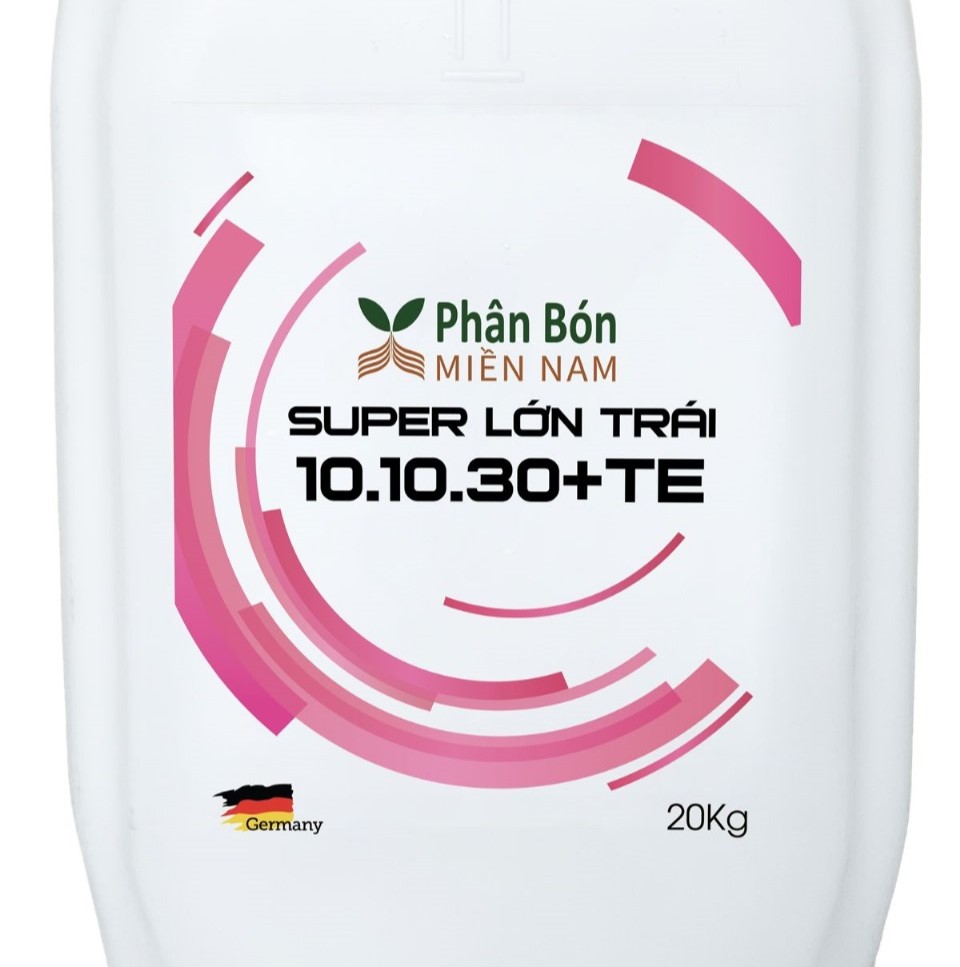 Phân Bón
MIỀN NAM
SUPER LỚN TRÁI
10.10.30+TE
Germany
20Kg